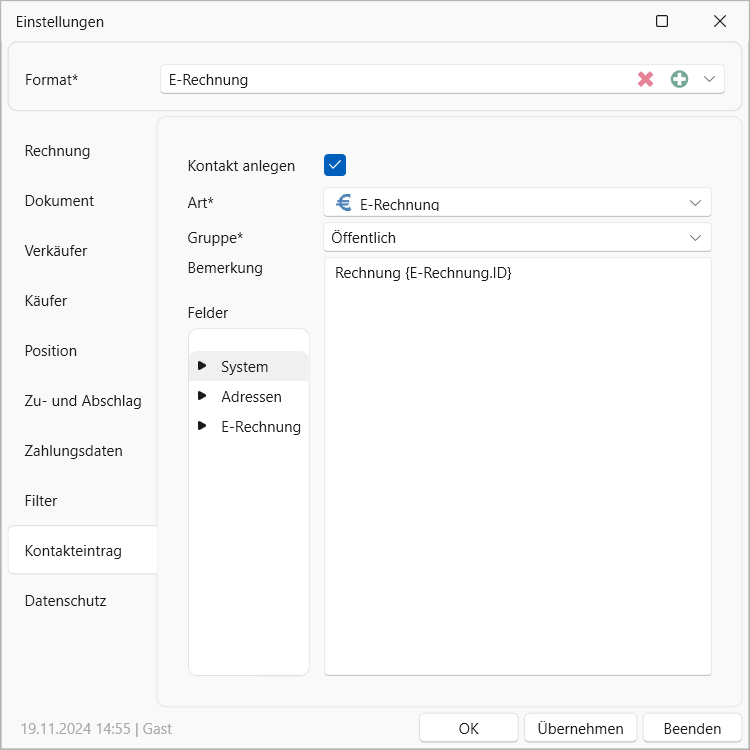 Einstellungen
Format*
E-Rechnung
Rechnung
Dokument
Verkäufer
Käufer
Position
Zu- und Abschlag
Zahlungsdaten
Filter
Kontakteintrag
Datenschutz
Kontakt anlegen
Art*
E-Rechnung
Gruppe*
Öffentlich
Bemerkung
Rechnung {E-Rechnung.ID}
Felder
System
Adressen
E-Rechnung
19.11.2024 14:55 | Gast
OK
Übernehmen
Beenden